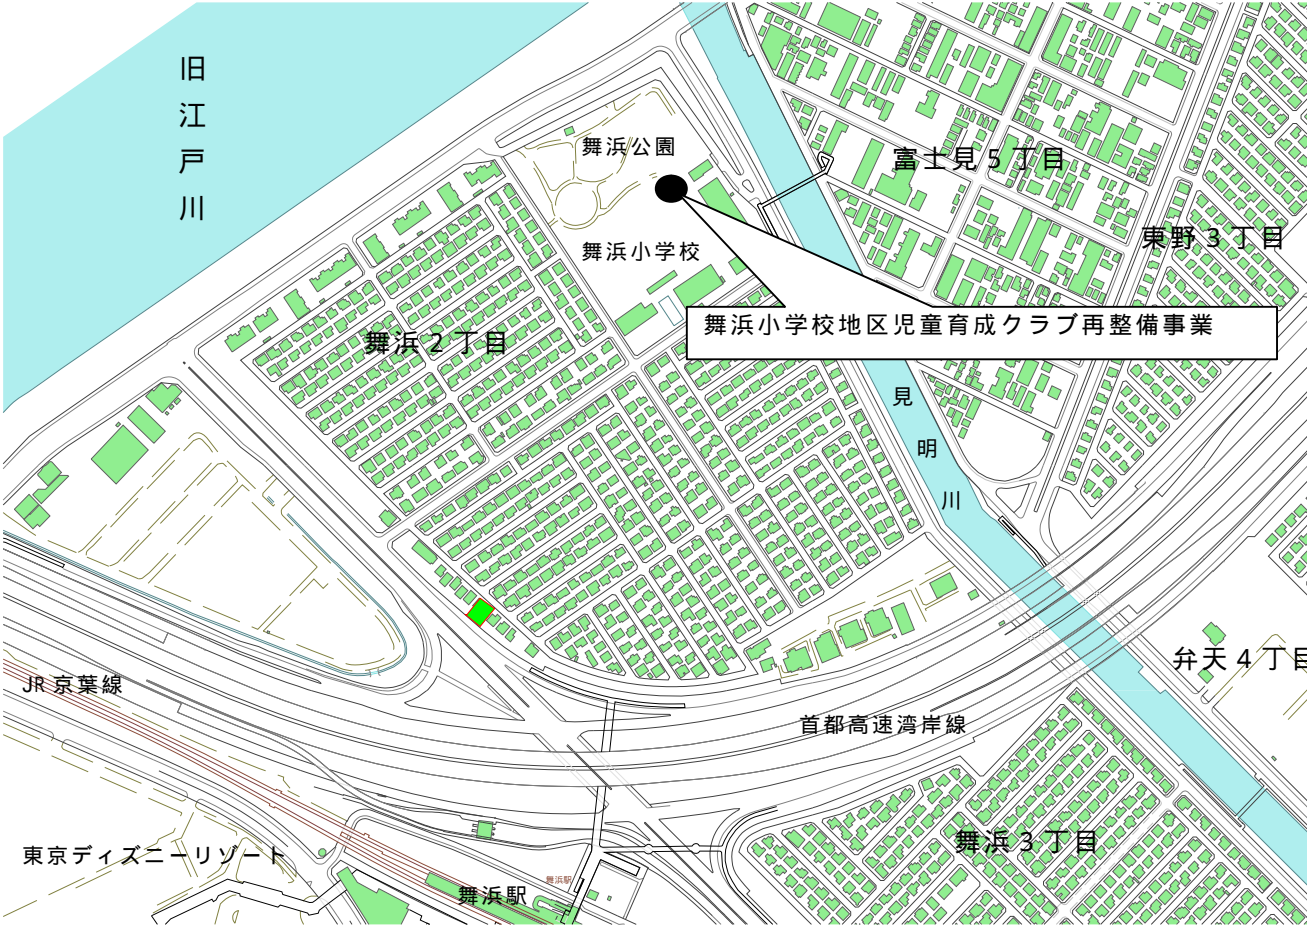 旧江戸川
舞浜公園
富士見5丁目
東野3丁目
舞浜小学校
舞浜小学校地区児童育成クラブ再整備事業
舞浜2丁目
見明川
弁天4丁目
JR京葉線
首都高速湾岸線
舞浜3丁目
東京ディズニーリゾート
舞浜駅
舞浜駅